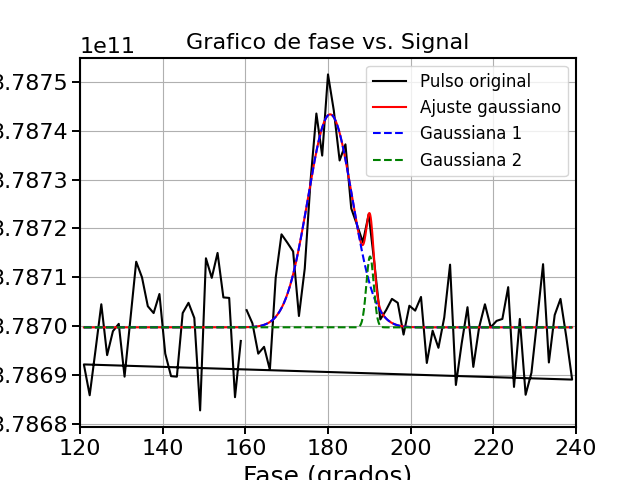 1e11
Grafico de fase vs. Signal
Pulso original
Ajuste gaussiano
Gaussiana 1
Gaussiana 2
.7875
.7874
.7873
.7872
.7871
.7870
.7869
.7868
120 140 160 180 200 220 240
Fase (grados)